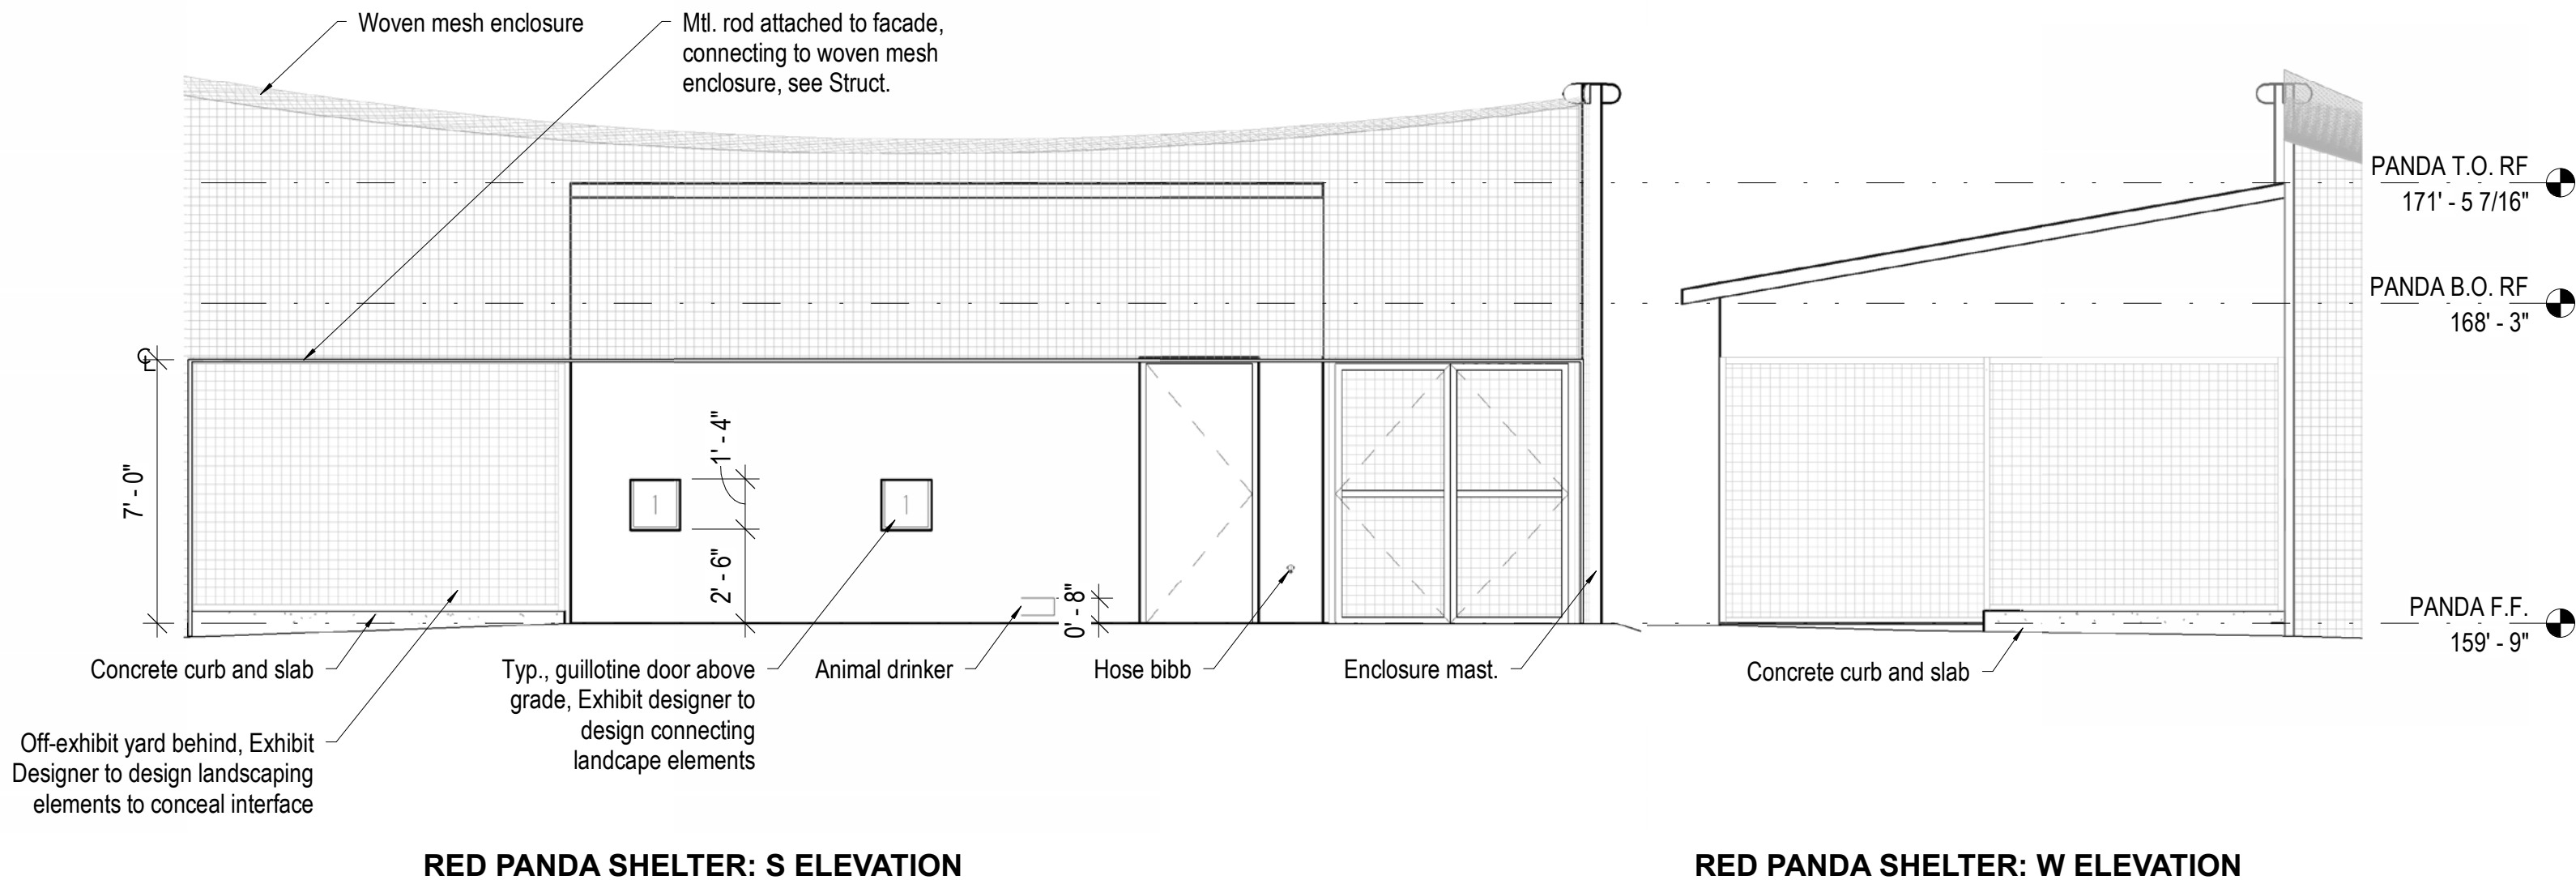 Woven mesh enclosure
Mtl. rod attached to facade,
connecting to woven mesh
enclosure, see Struct.
PANDA T.O. RF
171' - 5 7/16"
PANDA B.O. RF
168' - 3"
PANDA F.F.
159' - 9"
CL
7' - 0"
1' - 4"
2' - 6"
0' - 8"
1
1
Concrete curb and slab
Off-exhibit yard behind, Exhibit
Designer to design landscaping
elements to conceal interface
Typ., guillotine door above
grade, Exhibit designer to
design connecting
landcape elements
Animal drinker
Hose bibb
Enclosure mast.
Concrete curb and slab
RED PANDA SHELTER: S ELEVATION
RED PANDA SHELTER: W ELEVATION